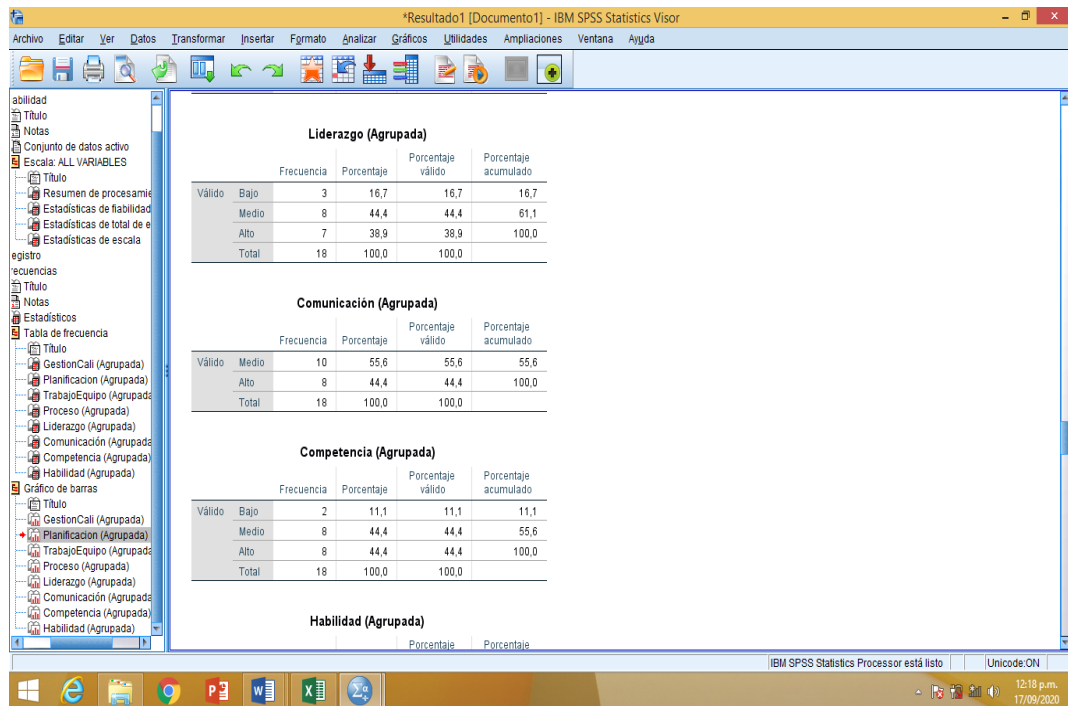 *Resultado1 [Documento1] - IBM SPSS Statistics Visor
Archivo Editar Ver Datos Transformar Insertar Formato Analizar Gráficos Utilidades Ampliaciones Ventana Ayuda
abilidad
Título
Notas
Conjunto de datos activo
Escala: ALL VARIABLES
Título
Resumen de procesamie
Estadísticas de fiabilidad
Estadísticas de total de e
Estadísticas de escala
egistro
recuencias
Título
Notas
Estadísticos
Tabla de frecuencia
Título
GestionCali (Agrupada)
Planificacion (Agrupada)
TrabajoEquipo (Agrupada
Proceso (Agrupada)
Liderazgo (Agrupada)
Comunicación (Agrupada
Competencia (Agrupada)
Habilidad (Agrupada)
Gráfico de barras
Título
GestionCali (Agrupada)
Planificacion (Agrupada)
TrabajoEquipo (Agrupada
Proceso (Agrupada)
Liderazgo (Agrupada)
Comunicación (Agrupada
Competencia (Agrupada)
Habilidad (Agrupada)
Liderazgo (Agrupada)
Frecuencia Porcentaje Porcentaje válido Porcentaje acumulado
Válido Bajo 3 16,7 16,7 16,7
Medio 8 44,4 44,4 61,1
Alto 7 38,9 38,9 100,0
Total 18 100,0 100,0
Comunicación (Agrupada)
Frecuencia Porcentaje Porcentaje válido Porcentaje acumulado
Válido Medio 10 55,6 55,6 55,6
Alto 8 44,4 44,4 100,0
Total 18 100,0 100,0
Competencia (Agrupada)
Frecuencia Porcentaje Porcentaje válido Porcentaje acumulado
Válido Bajo 2 11,1 11,1 11,1
Medio 8 44,4 44,4 55,6
Alto 8 44,4 44,4 100,0
Total 18 100,0 100,0
Habilidad (Agrupada)
Porcentaje Porcentaje
IBM SPSS Statistics Processor está listo Unicode:ON
12:18 p.m.
17/09/2020